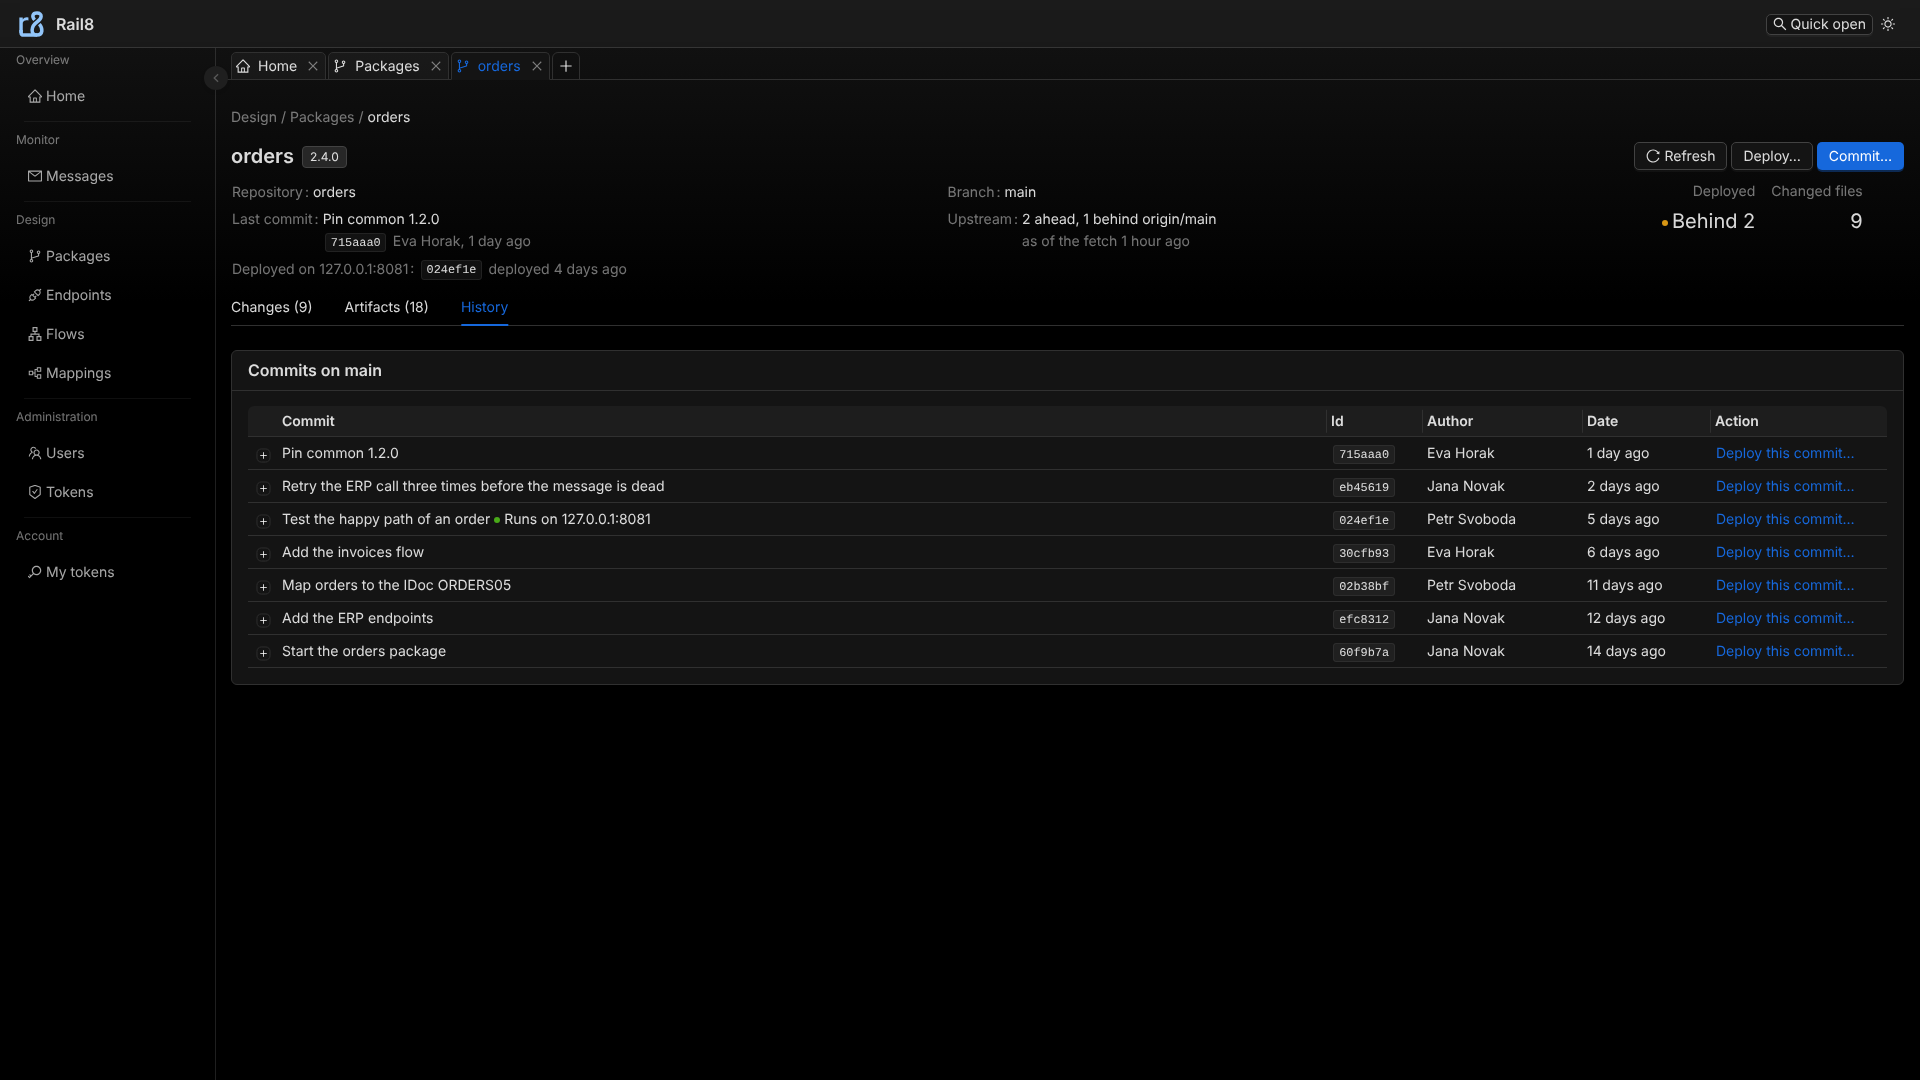 Rail8
Quick open
Overview
Home
Monitor
Messages
Design
Packages
Endpoints
Flows
Mappings
Administration
Users
Tokens
Account
My tokens
Home
Packages
orders
Design / Packages / orders
orders 2.4.0
Refresh
Deploy...
Commit...
Repository: orders
Branch: main
Deployed
Changed files
Last commit: Pin common 1.2.0
Upstream: 2 ahead, 1 behind origin/main
Behind 2
9
715aaa0 Eva Horak, 1 day ago
as of the fetch 1 hour ago
Deployed on 127.0.0.1:8081: 024ef1e deployed 4 days ago
Changes (9)
Artifacts (18)
History
Commits on main
Commit Id Author Date Action
Pin common 1.2.0 715aaa0 Eva Horak 1 day ago Deploy this commit...
Retry the ERP call three times before the message is dead eb45619 Jana Novak 2 days ago Deploy this commit...
Test the happy path of an order Runs on 127.0.0.1:8081 024ef1e Petr Svoboda 5 days ago Deploy this commit...
Add the invoices flow 30cfb93 Eva Horak 6 days ago Deploy this commit...
Map orders to the IDoc ORDERS05 02b38bf Petr Svoboda 11 days ago Deploy this commit...
Add the ERP endpoints efc8312 Jana Novak 12 days ago Deploy this commit...
Start the orders package 60f9b7a Jana Novak 14 days ago Deploy this commit...